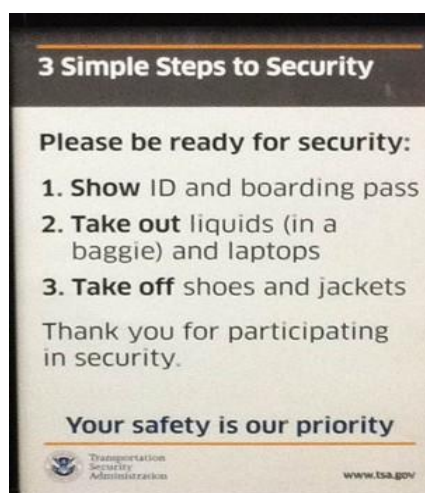 3 Simple Steps to Security
Please be ready for security:
1. Show ID and boarding pass
2. Take out liquids (in a
baggie) and laptops
3. Take off shoes and jackets
Thank you for participating
in security.
Your safety is our priority
Transportation
Security
Administration
www.tsa.gov